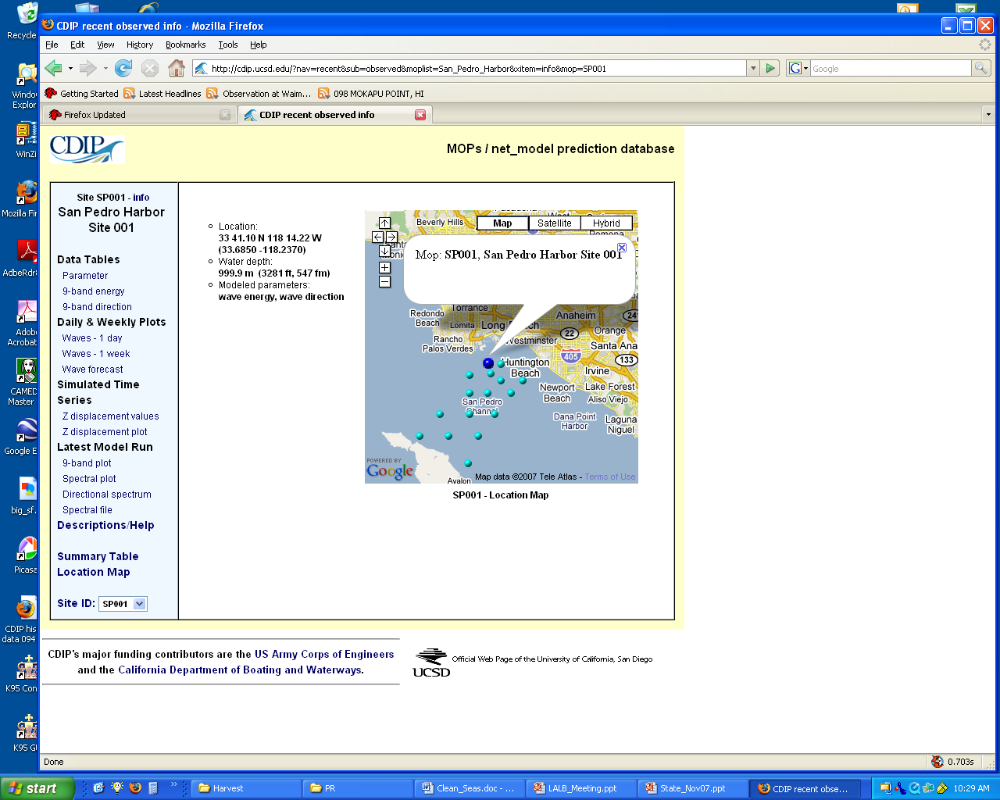 Recycle
CDIP recent observed info - Mozilla Firefox
File Edit View History Bookmarks Tools Help
http://cdip.ucsd.edu/?nav=recent&sub=observed&moplist=San_Pedro_Harbor&xitem=info&mop=SP001
G Google
Getting Started Latest Headlines Observation at Waim... 098 MOKAPU POINT, HI
Firefox Updated CDIP recent observed info
Windo
Explor
WinZi
Mozilla Fir
AdbeRdr8
Adob
Acrobat
CAMED
Master
Google E
big_sf.
Picasa
CDIP his
data 094
K95 Con
K95 G
CDIP
MOPs / net_model prediction database
Site SP001 - info
San Pedro Harbor
Site 001
Data Tables
Parameter
9-band energy
9-band direction
Daily & Weekly Plots
Waves - 1 day
Waves - 1 week
Wave forecast
Simulated Time
Series
Z displacement values
Z displacement plot
Latest Model Run
9-band plot
Spectral plot
Directional spectrum
Spectral file
Descriptions/Help
Summary Table
Location Map
Site ID: SP001
Location:
33 41.10 N 118 14.22 W
(33.6850 -118.2370)
Water depth:
999.9 m (3281 ft, 547 fm)
Modeled parameters:
wave energy, wave direction
Beverly Hills
Map Satellite Hybrid
Mop: SP001, San Pedro Harbor Site 001
Torrance
Redondo
Beach
Lomita
Long Beach
Anaheim
22
241
Orange
Rancho
Palos Verdes
Westminster
Santa Ana
405
133
Huntington
Beach
Irvine
Newport
Beach
Lake Forest
San Pedro
Channel
Aliso Viejo
Dana Point
Harbor
Laguna
Niguel
POWERED BY
Google
Avalon
Map data ©2007 Tele Atlas - Terms of Use
SP001 - Location Map
CDIP's major funding contributors are the US Army Corps of Engineers
and the California Department of Boating and Waterways.
UCSD
Official Web Page of the University of California, San Diego
Done
0.703s
start
»
Harvest
PR
Clean_Seas.doc - ...
LALB_Meeting.ppt
State_Nov07.ppt
CDIP recent obse...
10:29 AM